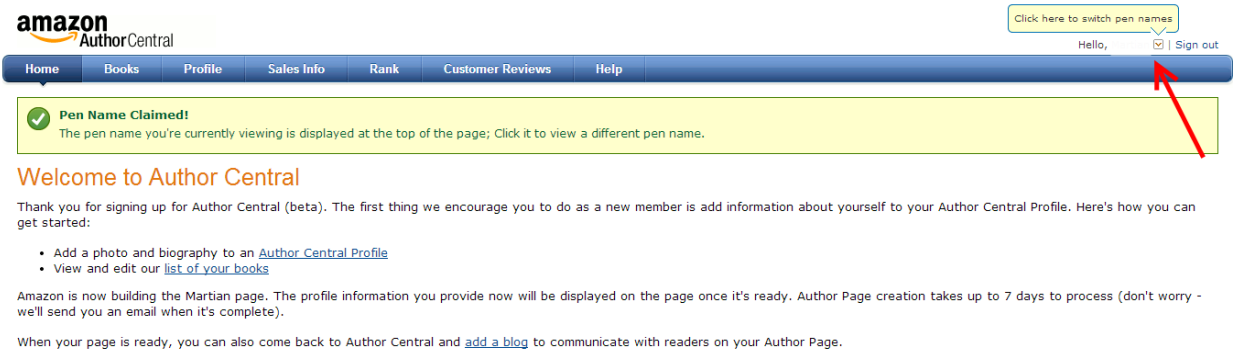 amazon
AuthorCentral
Click here to switch pen names
Hello, | Sign out
Home Books Profile Sales Info Rank Customer Reviews Help
Pen Name Claimed!
The pen name you're currently viewing is displayed at the top of the page; Click it to view a different pen name.
Welcome to Author Central
Thank you for signing up for Author Central (beta). The first thing we encourage you to do as a new member is add information about yourself to your Author Central Profile. Here's how you can
get started:
• Add a photo and biography to an Author Central Profile
• View and edit our list of your books
Amazon is now building the Martian page. The profile information you provide now will be displayed on the page once it's ready. Author Page creation takes up to 7 days to process (don't worry -
we'll send you an email when it's complete).
When your page is ready, you can also come back to Author Central and add a blog to communicate with readers on your Author Page.